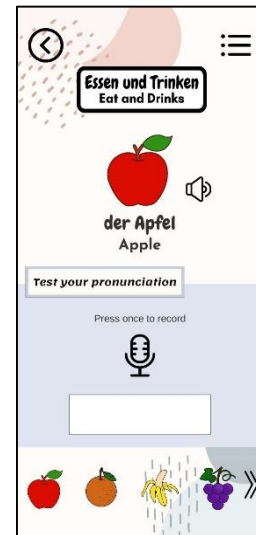 Essen und Trinken
Eat and Drinks
der Apfel
Apple
Test your pronunciation
Press once to record